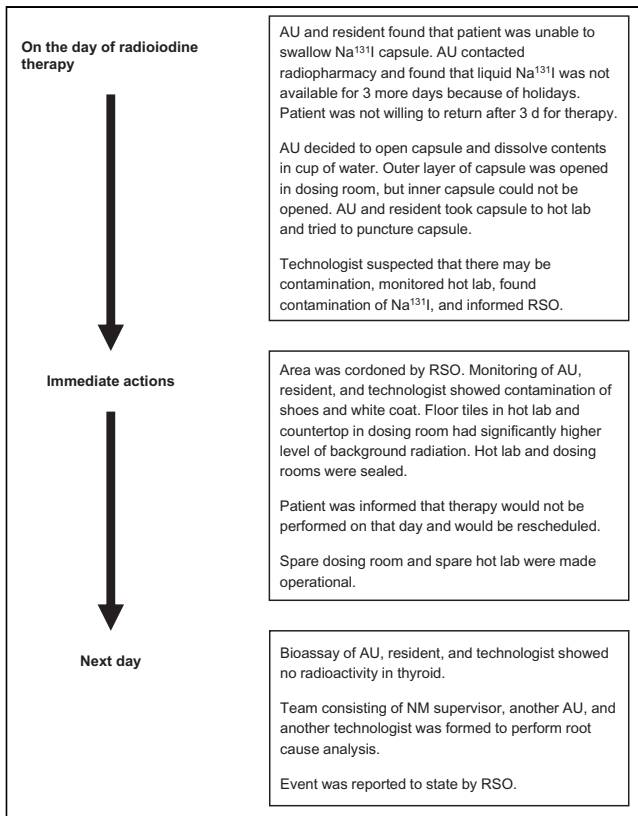 On the day of radioiodine
therapy
AU and resident found that patient was unable to
swallow Na¹³¹I capsule. AU contacted
radiopharmacy and found that liquid Na¹³¹I was not
available for 3 more days because of holidays.
Patient was not willing to return after 3 d for therapy.
AU decided to open capsule and dissolve contents
in cup of water. Outer layer of capsule was opened
in dosing room, but inner capsule could not be
opened. AU and resident took capsule to hot lab
and tried to puncture capsule.
Technologist suspected that there may be
contamination, monitored hot lab, found
contamination of Na¹³¹I, and informed RSO.
Immediate actions
Area was cordoned by RSO. Monitoring of AU,
resident, and technologist showed contamination of
shoes and white coat. Floor tiles in hot lab and
countertop in dosing room had significantly higher
level of background radiation. Hot lab and dosing
rooms were sealed.
Patient was informed that therapy would not be
performed on that day and would be rescheduled.
Spare dosing room and spare hot lab were made
operational.
Next day
Bioassay of AU, resident, and technologist showed
no radioactivity in thyroid.
Team consisting of NM supervisor, another AU, and
another technologist was formed to perform root
cause analysis.
Event was reported to state by RSO.